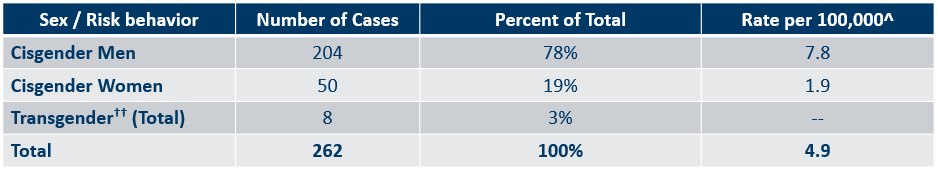 Sex / Risk behavior Number of Cases Percent of Total Rate per 100,000^
Cisgender Men 204 78% 7.8
Cisgender Women 50 19% 1.9
Transgender†† (Total) 8 3% --
Total 262 100% 4.9